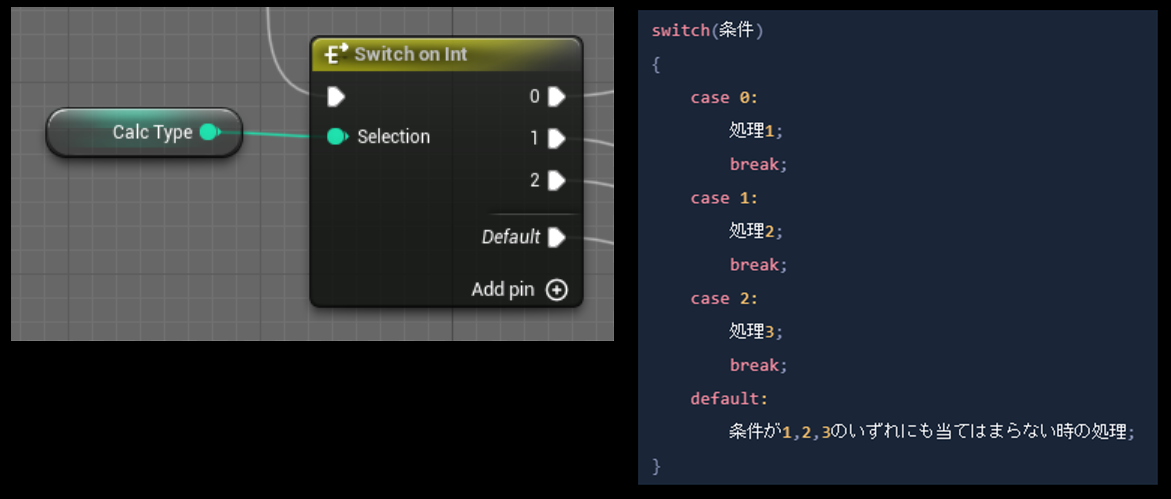 Switch on Int
0
Calc Type
Selection
1
2
Default
Add pin
switch(条件)
{
case 0:
処理1;
break;
case 1:
処理2;
break;
case 2:
処理3;
break;
default:
条件が1,2,3のいずれにも当てはまらない時の処理;
}